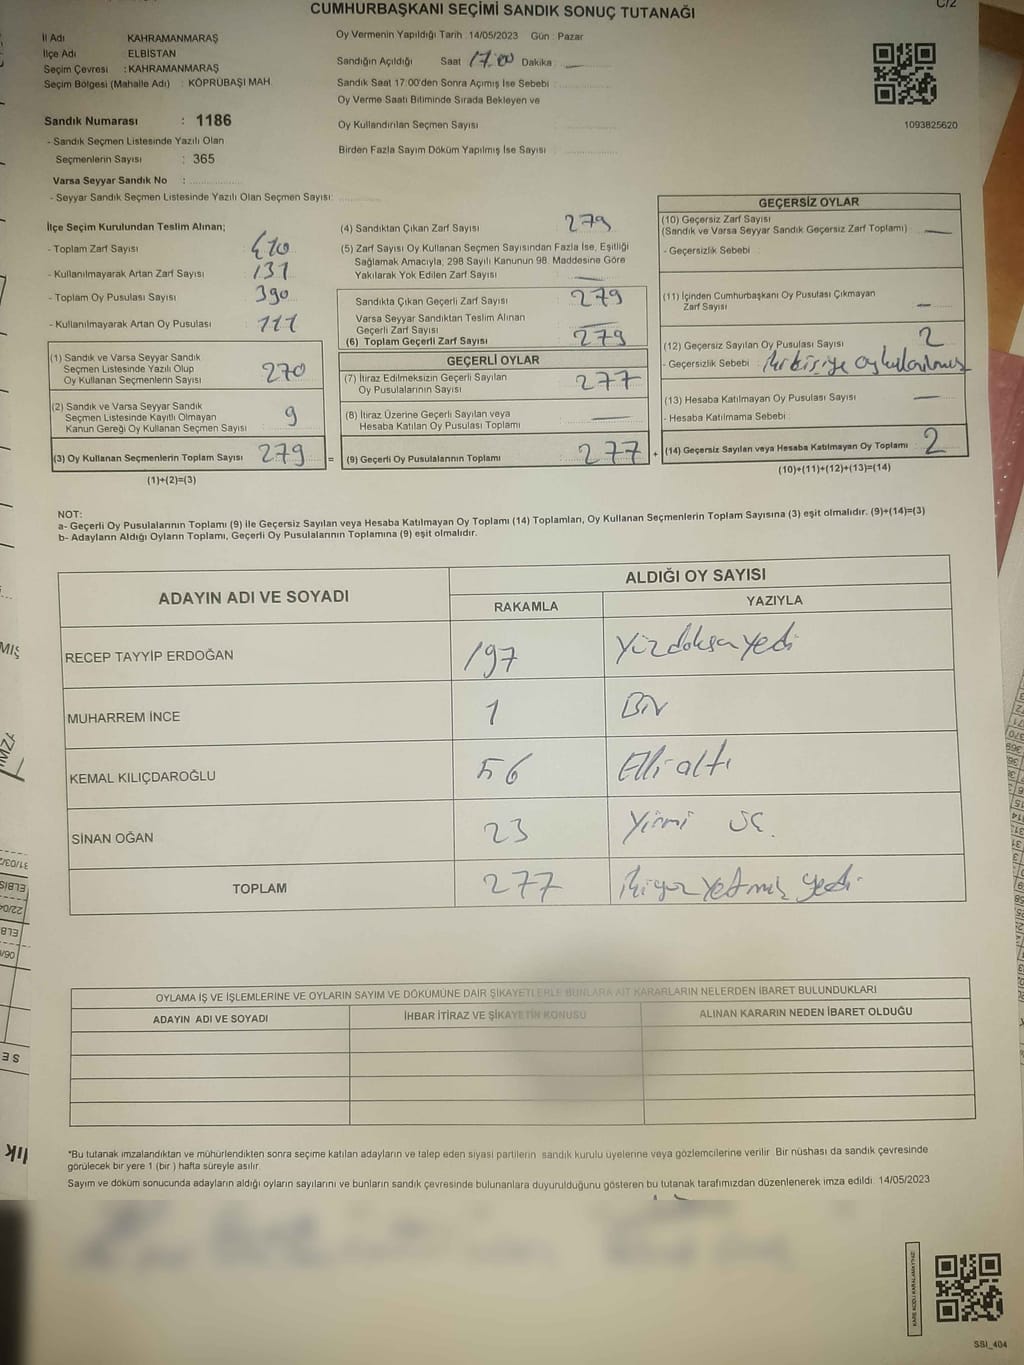 C/2
CUMHURBAŞKANI SEÇİMİ SANDIK SONUÇ TUTANAĞI
İl Adı KAHRAMANMARAŞ
İlçe Adı ELBİSTAN
Seçim Çevresi : KAHRAMANMARAŞ
Seçim Bölgesi (Mahalle Adı) : KÖPRÜBAŞI MAH.
Sandık Numarası : 1186
- Sandık Seçmen Listesinde Yazılı Olan
Seçmenlerin Sayısı : 365
Varsa Seyyar Sandık No :
- Seyyar Sandık Seçmen Listesinde Yazılı Olan Seçmen Sayısı:
Oy Vermenin Yapıldığı Tarih : 14/05/2023 Gün : Pazar
Sandığın Açıldığı Saat 17:00 Dakika :
Sandık Saat 17:00'den Sonra Açımış İse Sebebi :
Oy Verme Saati Bitiminde Sırada Bekleyen ve
Oy Kullandırılan Seçmen Sayısı
Birden Fazla Sayım Döküm Yapılmış İse Sayısı
1093825620
İlçe Seçim Kurulundan Teslim Alınan;
- Toplam Zarf Sayısı 410
- Kullanılmayarak Artan Zarf Sayısı 131
- Toplam Oy Pusulası Sayısı 390
- Kullanılmayarak Artan Oy Pusulası 111
(1) Sandık ve Varsa Seyyar Sandık
Seçmen Listesinde Yazılı Olup
Oy Kullanan Seçmenlerin Sayısı 270
(2) Sandık ve Varsa Seyyar Sandık
Seçmen Listesinde Kayıtlı Olmayan
Kanun Gereği Oy Kullanan Seçmen Sayısı 9
(3) Oy Kullanan Seçmenlerin Toplam Sayısı 279 =
(1)+(2)=(3)
(4) Sandıktan Çıkan Zarf Sayısı 279
(5) Zarf Sayısı Oy Kullanan Seçmen Sayısından Fazla İse, Eşitliği
Sağlamak Amacıyla, 298 Sayılı Kanunun 98. Maddesine Göre
Yakılarak Yok Edilen Zarf Sayısı —
Sandıkta Çıkan Geçerli Zarf Sayısı 279
Varsa Seyyar Sandıktan Teslim Alınan
Geçerli Zarf Sayısı —
(6) Toplam Geçerli Zarf Sayısı 279
GEÇERLİ OYLAR
(7) İtiraz Edilmeksizin Geçerli Sayılan
Oy Pusulalarının Sayısı 277
(8) İtiraz Üzerine Geçerli Sayılan veya
Hesaba Katılan Oy Pusulası Toplamı —
(9) Geçerli Oy Pusulalarının Toplamı 277 +
GEÇERSİZ OYLAR
(10) Geçersiz Zarf Sayısı
(Sandık ve Varsa Seyyar Sandık Geçersiz Zarf Toplamı) : —
- Geçersizlik Sebebi :
(11) İçinden Cumhurbaşkanı Oy Pusulası Çıkmayan
Zarf Sayısı —
(12) Geçersiz Sayılan Oy Pusulası Sayısı 2
- Geçersizlik Sebebi iki kişiye oy kullanılmış
(13) Hesaba Katılmayan Oy Pusulası Sayısı —
- Hesaba Katılmama Sebebi :
(14) Geçersiz Sayılan veya Hesaba Katılmayan Oy Toplamı 2
(10)+(11)+(12)+(13)=(14)
NOT:
a- Geçerli Oy Pusulalarının Toplamı (9) ile Geçersiz Sayılan veya Hesaba Katılmayan Oy Toplamı (14) Toplamları, Oy Kullanan Seçmenlerin Toplam Sayısına (3) eşit olmalıdır. (9)+(14)=(3)
b- Adayların Aldığı Oyların Toplamı, Geçerli Oy Pusulalarının Toplamına (9) eşit olmalıdır.
ADAYIN ADI VE SOYADI ALDIĞI OY SAYISI
RAKAMLA YAZIYLA
RECEP TAYYİP ERDOĞAN 197 Yüzdoksanyedi
MUHARREM İNCE 1 Bir
KEMAL KILIÇDAROĞLU 56 Elli altı
SİNAN OĞAN 23 Yirmi üç.
TOPLAM 277 İkiyüz yetmiş yedi
OYLAMA İŞ VE İŞLEMLERİNE VE OYLARIN SAYIM VE DÖKÜMÜNE DAİR ŞİKAYETLERLE BUNLARA AİT KARARLARIN NELERDEN İBARET BULUNDUKLARI
ADAYIN ADI VE SOYADI İHBAR İTİRAZ VE ŞİKAYETİN KONUSU ALINAN KARARIN NEDEN İBARET OLDUĞU
*Bu tutanak imzalandıktan ve mühürlendikten sonra seçime katılan adayların ve talep eden siyasi partilerin sandık kurulu üyelerine veya gözlemcilerine verilir. Bir nüshası da sandık çevresinde
görülecek bir yere 1 (bir) hafta süreyle asılır.
Sayım ve döküm sonucunda adayların aldığı oyların sayılarını ve bunların sandık çevresinde bulunanlara duyurulduğunu gösteren bu tutanak tarafımızdan düzenlenerek imza edildi. 14/05/2023
KARE KODU KARALAMAYINIZ!
SSI_404